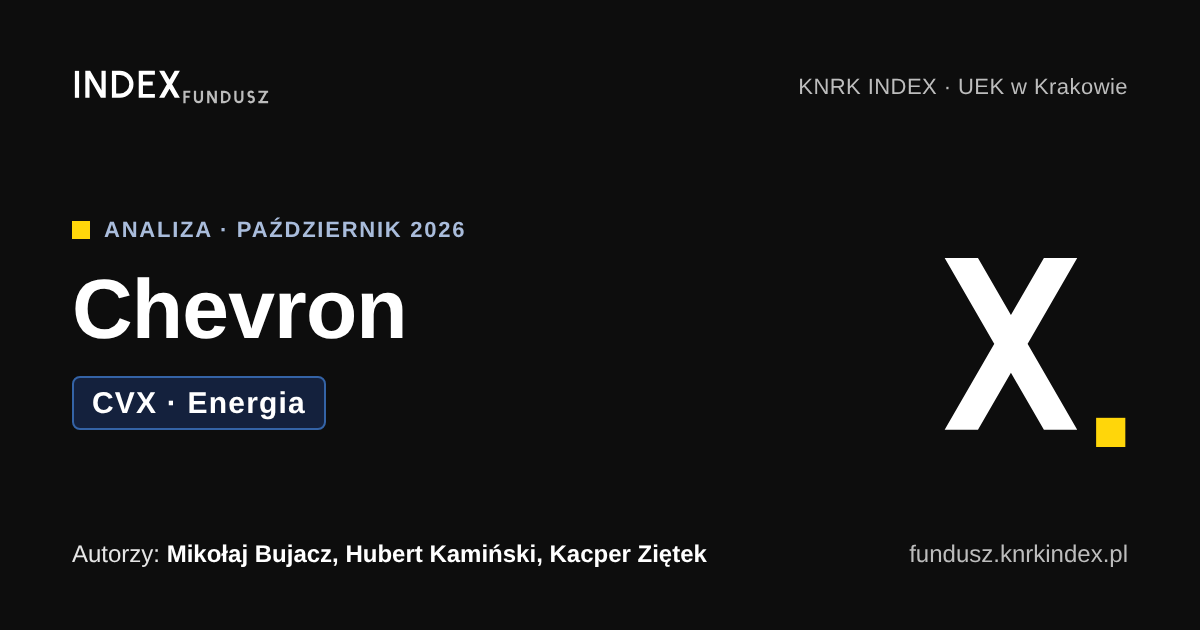 INDEX FUNDUSZ
KNRK INDEX · UEK w Krakowie
ANALIZA · PAŹDZIERNIK 2026
Chevron
CVX · Energia
X.
Autorzy: Mikołaj Bujacz, Hubert Kamiński, Kacper Ziętek
fundusz.knrkindex.pl